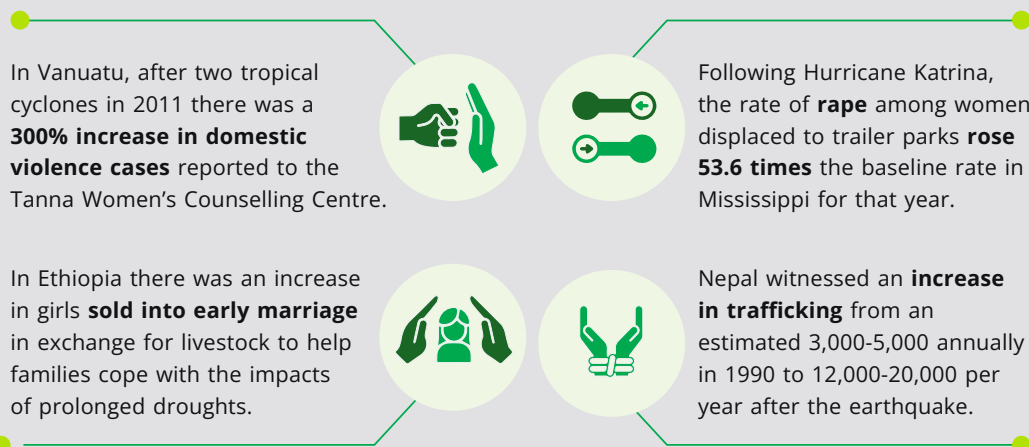 In Vanuatu, after two tropical
cyclones in 2011 there was a
300% increase in domestic
violence cases reported to the
Tanna Women’s Counselling Centre.
Following Hurricane Katrina,
the rate of rape among women
displaced to trailer parks rose
53.6 times the baseline rate in
Mississippi for that year.
In Ethiopia there was an increase
in girls sold into early marriage
in exchange for livestock to help
families cope with the impacts
of prolonged droughts.
Nepal witnessed an increase
in trafficking from an
estimated 3,000-5,000 annually
in 1990 to 12,000-20,000 per
year after the earthquake.